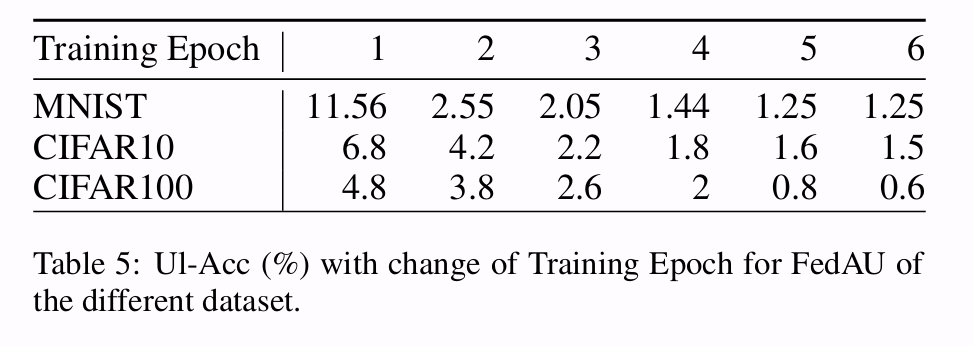 Training Epoch 1 2 3 4 5 6
MNIST 11.56 2.55 2.05 1.44 1.25 1.25
CIFAR10 6.8 4.2 2.2 1.8 1.6 1.5
CIFAR100 4.8 3.8 2.6 2 0.8 0.6
Table 5: Ul-Acc (%) with change of Training Epoch for FedAU of
the different dataset.